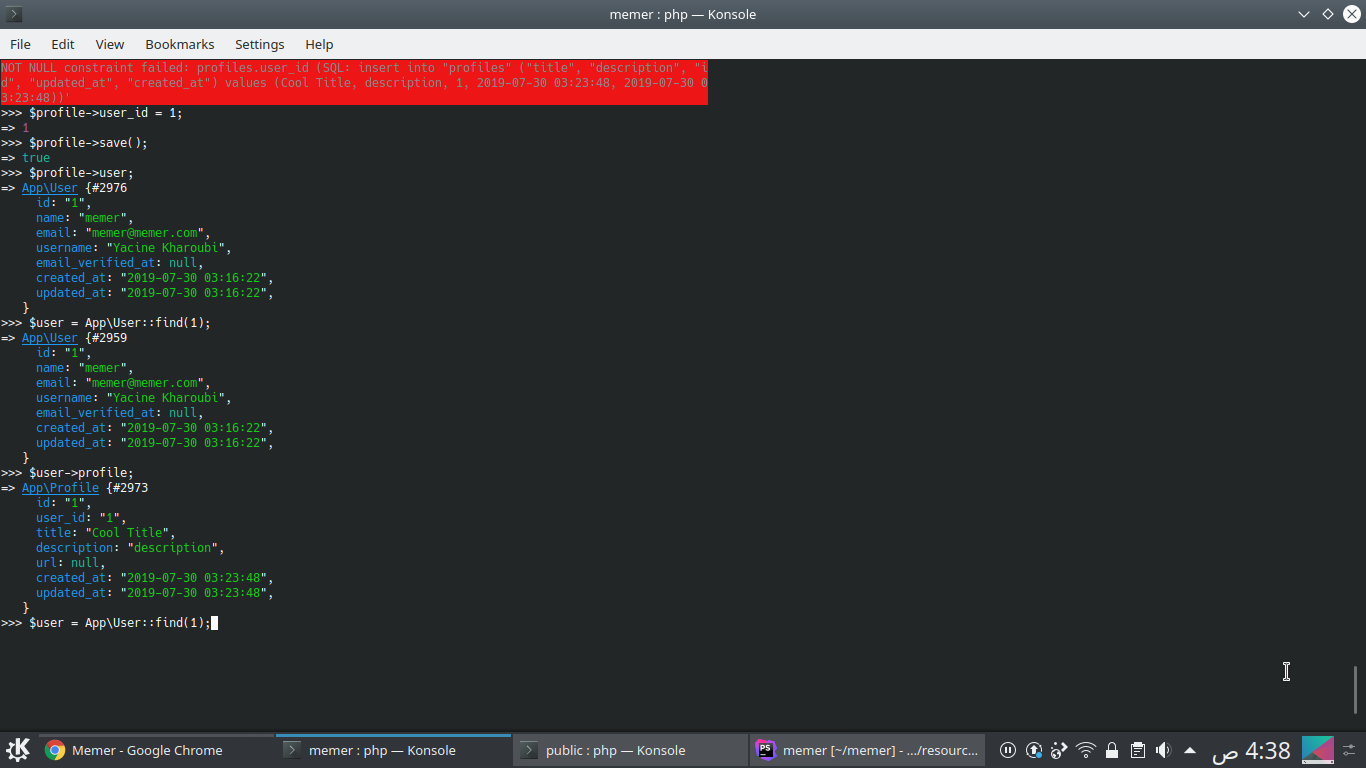 memer : php — Konsole
File Edit View Bookmarks Settings Help
NOT NULL constraint failed: profiles.user_id (SQL: insert into "profiles" ("title", "description", "i
d", "updated_at", "created_at") values (Cool Title, description, 1, 2019-07-30 03:23:48, 2019-07-30 0
3:23:48))'
>>> $profile->user_id = 1;
=> 1
>>> $profile->save();
=> true
>>> $profile->user;
=> App\User {#2976
id: "1",
name: "memer",
email: "memer@memer.com",
username: "Yacine Kharoubi",
email_verified_at: null,
created_at: "2019-07-30 03:16:22",
updated_at: "2019-07-30 03:16:22",
}
>>> $user = App\User::find(1);
=> App\User {#2959
id: "1",
name: "memer",
email: "memer@memer.com",
username: "Yacine Kharoubi",
email_verified_at: null,
created_at: "2019-07-30 03:16:22",
updated_at: "2019-07-30 03:16:22",
}
>>> $user->profile;
=> App\Profile {#2973
id: "1",
user_id: "1",
title: "Cool Title",
description: "description",
url: null,
created_at: "2019-07-30 03:23:48",
updated_at: "2019-07-30 03:23:48",
}
>>> $user = App\User::find(1);
Memer - Google Chrome memer : php — Konsole public : php — Konsole PS memer [~/memer] - .../resourc... 4:38 ص